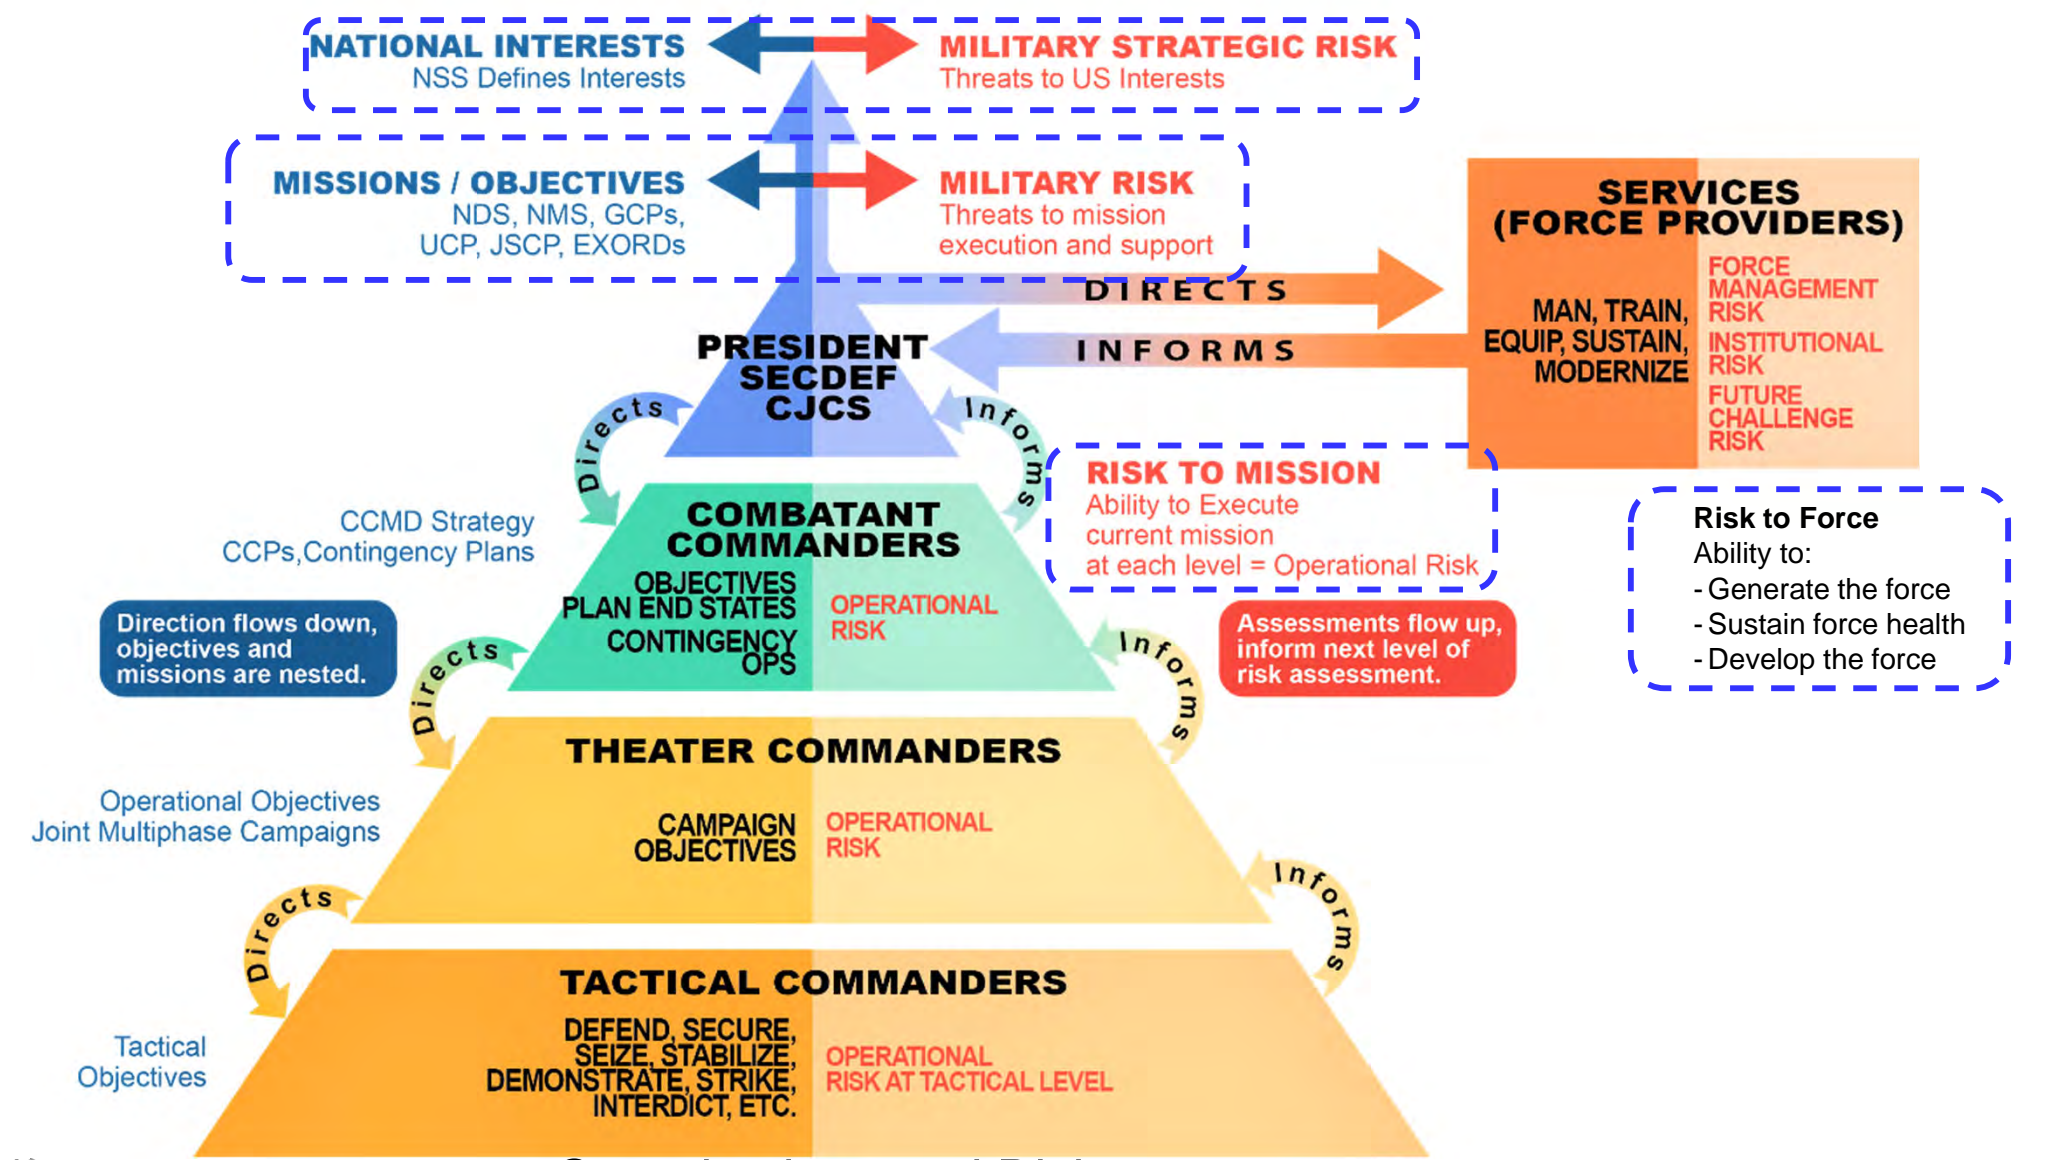 NATIONAL INTERESTS
NSS Defines Interests
MILITARY STRATEGIC RISK
Threats to US Interests
MISSIONS / OBJECTIVES
NDS, NMS, GCPs,
UCP, JSCP, EXORDs
MILITARY RISK
Threats to mission
execution and support
SERVICES
(FORCE PROVIDERS)
MAN, TRAIN,
EQUIP, SUSTAIN,
MODERNIZE
FORCE
MANAGEMENT
RISK
INSTITUTIONAL
RISK
FUTURE
CHALLENGE
RISK
DIRECTS
INFORMS
PRESIDENT
SECDEF
CJCS
Directs
Informs
RISK TO MISSION
Ability to Execute
current mission
at each level = Operational Risk
Risk to Force
Ability to:
- Generate the force
- Sustain force health
- Develop the force
CCMD Strategy
CCPs,Contingency Plans
COMBATANT
COMMANDERS
OBJECTIVES
PLAN END STATES
CONTINGENCY
OPS
OPERATIONAL
RISK
Direction flows down,
objectives and
missions are nested.
Assessments flow up,
inform next level of
risk assessment.
Directs
Informs
THEATER COMMANDERS
Operational Objectives
Joint Multiphase Campaigns
CAMPAIGN
OBJECTIVES
OPERATIONAL
RISK
Directs
Informs
TACTICAL COMMANDERS
Tactical
Objectives
DEFEND, SECURE,
SEIZE, STABILIZE,
DEMONSTRATE, STRIKE,
INTERDICT, ETC.
OPERATIONAL
RISK AT TACTICAL LEVEL